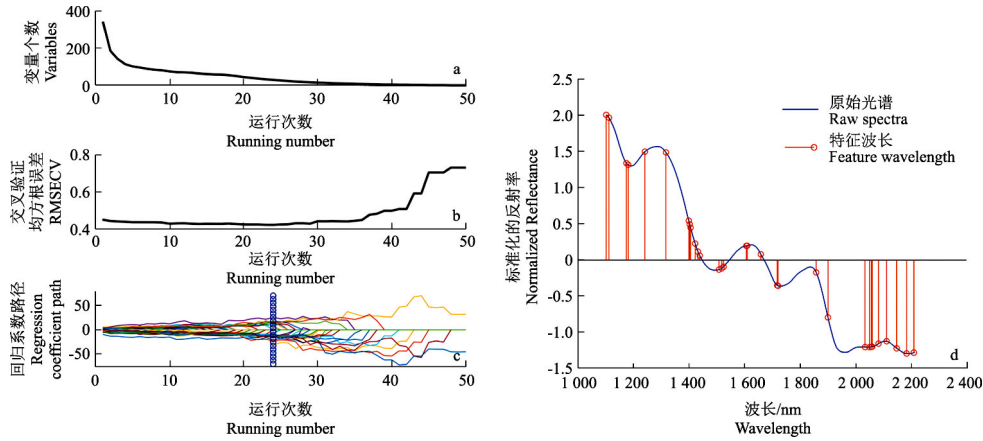 变量个数
Variables
400
200
0
a
0
10
20
30
40
50
运行次数
Running number
交叉验证
均方根误差
RMSECV
0.8
0.6
0.4
b
0
10
20
30
40
50
运行次数
Running number
回归系数路径
Regression
coefficient path
50
0
-50
c
0
10
20
30
40
50
运行次数
Running number
标准化的反射率
Normalized Reflectance
2.5
2.0
1.5
1.0
0.5
0
-0.5
-1.0
-1.5
原始光谱
Raw spectra
特征波长
Feature wavelength
d
1 000
1 200
1 400
1 600
1 800
2 000
2 200
2 400
波长/nm
Wavelength